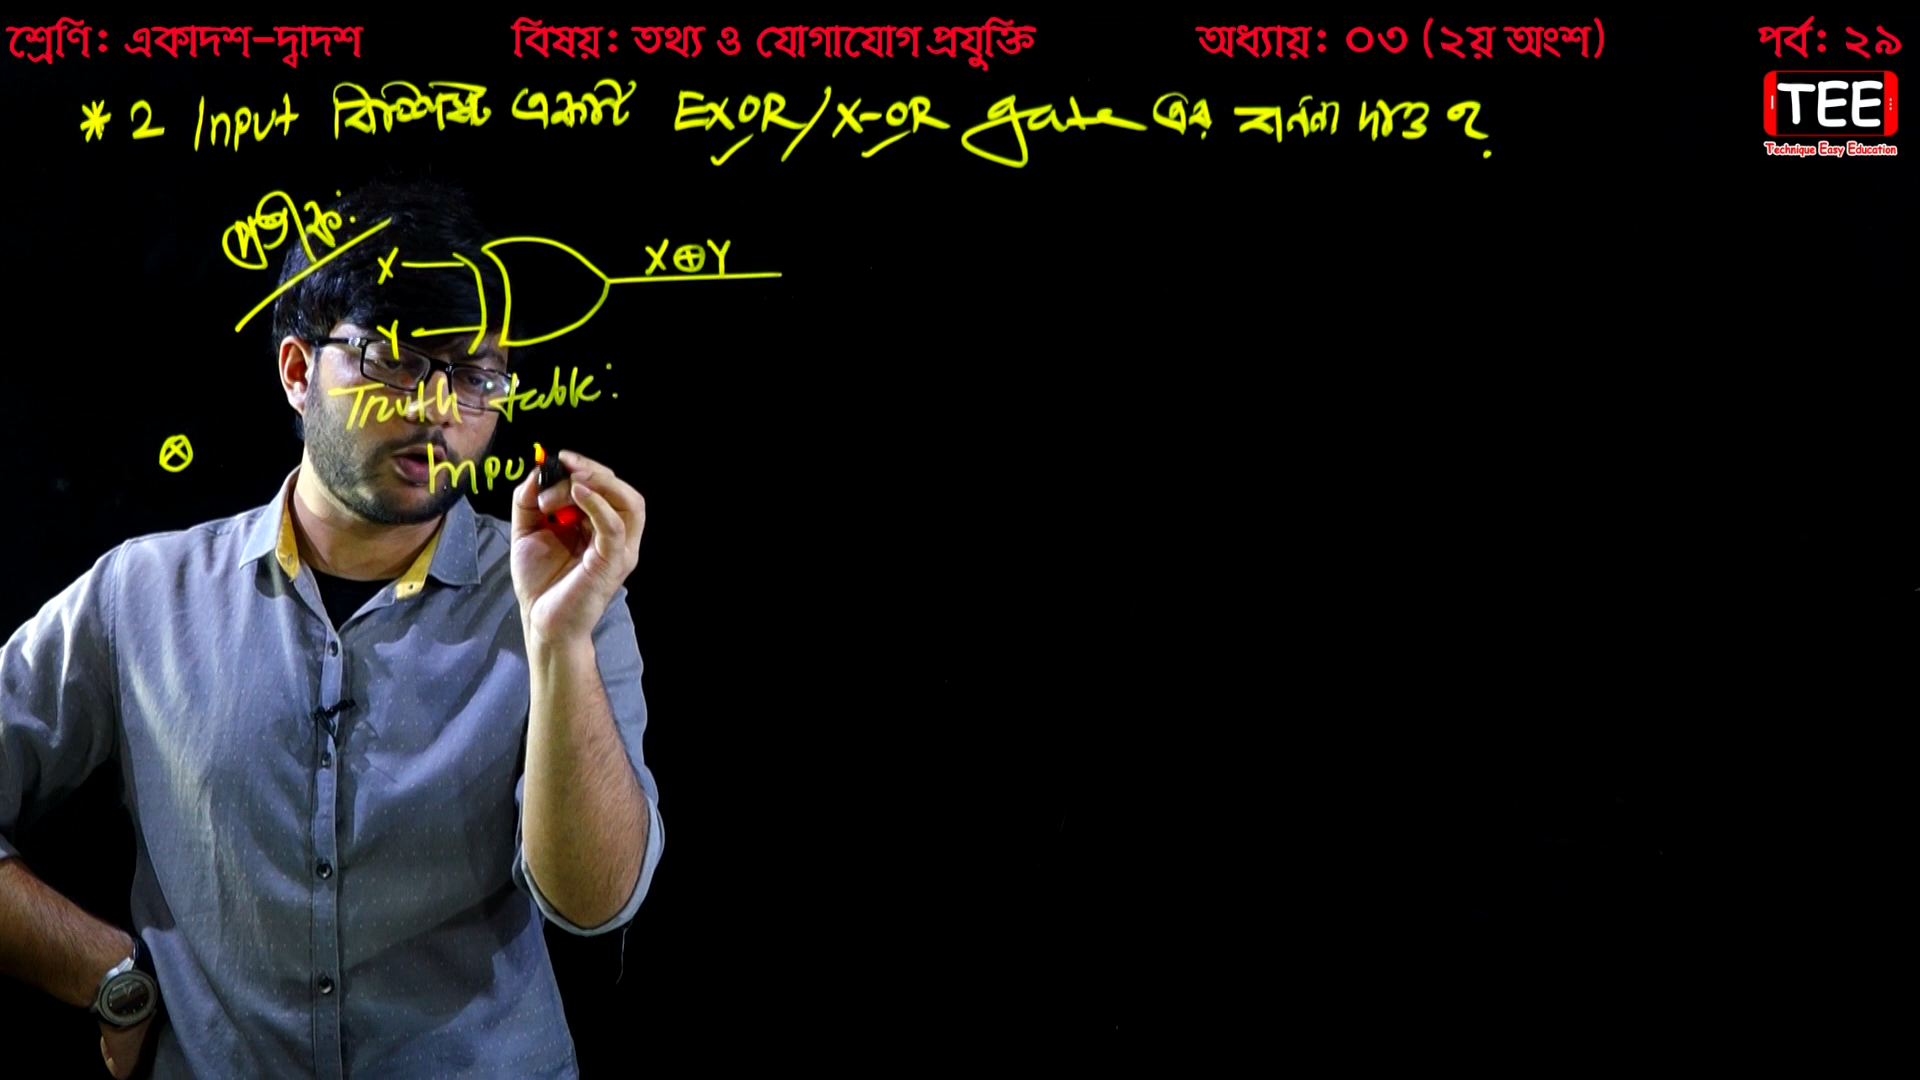 শ্রেণি: একাদশ-দ্বাদশ বিষয়: তথ্য ও যোগাযোগ প্রযুক্তি অধ্যায়: ০৩ (২য় অংশ) পর্ব: ২৯
TEE
Technique Easy Education
* 2 Input বিশিষ্ট একটি EXOR/X-OR gate এর বর্ননা দাও ?
প্রতীক:
X
X⊕Y
Y
Truth table:
⊗
Inpu